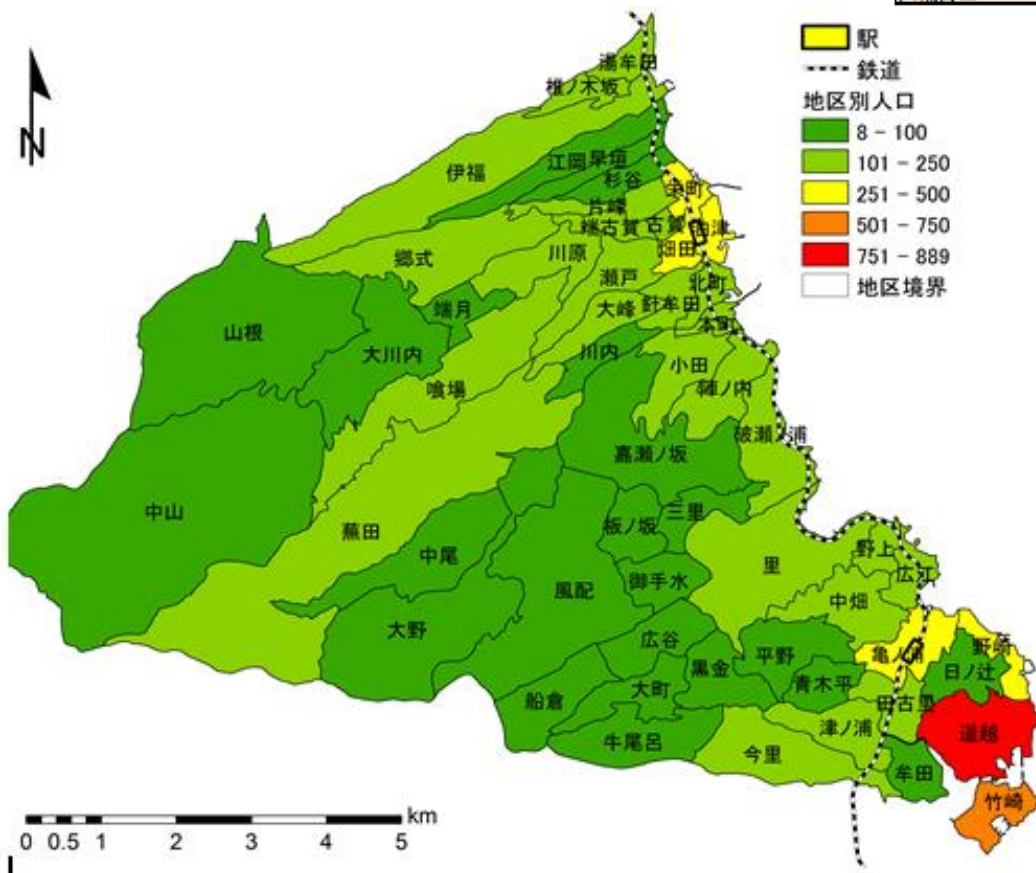 駅
鉄道
地区別人口
8 - 100
101 - 250
251 - 500
501 - 750
751 - 889
地区境界
N
湯牟田
椎ノ木坂
伊福
江岡
早垣
杉谷
栄町
片峰
端古賀
古賀
油津
畑田
郷式
川原
瀬戸
北町
山根
端月
大峰
針牟田
本町
大川内
川内
小田
喰場
陣ノ内
破瀬ノ浦
嘉瀬ノ坂
中山
三里
板ノ坂
蕉田
中尾
里
野上
広江
御手水
風配
中畑
大野
広谷
平野
亀ノ浦
野崎
黒金
日ノ辻
大町
青木平
船倉
田古里
津ノ浦
道越
牛尾呂
今里
牟田
竹崎
km
0 0.5 1 2 3 4 5